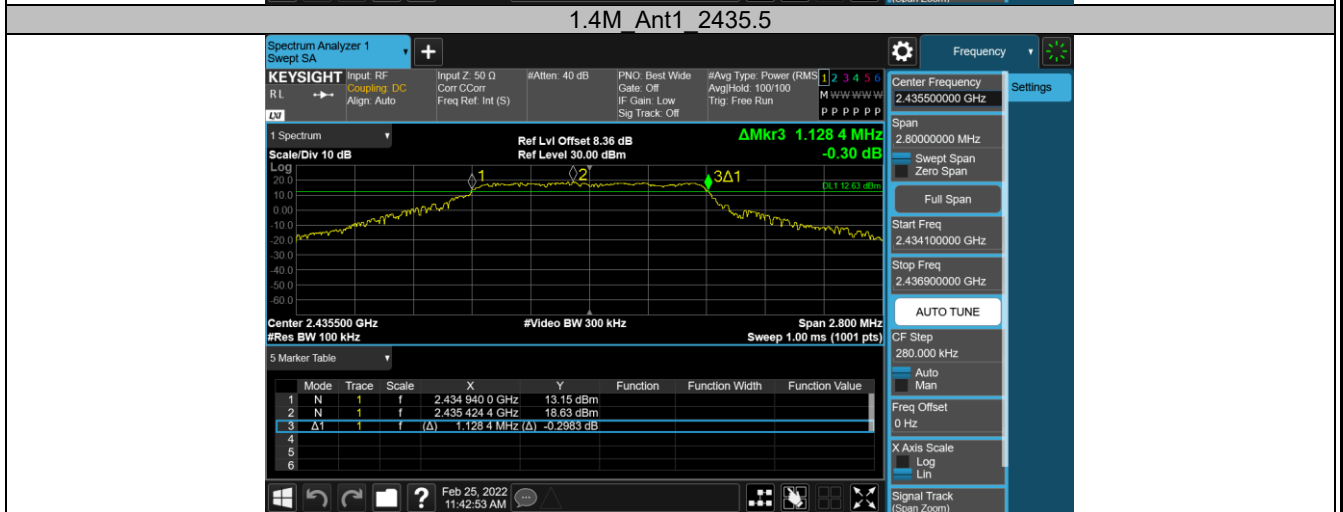 (Span Zoom)
1.4M_Ant1_2435.5
Spectrum Analyzer 1
Swept SA
Frequency
KEYSIGHT
RL
LXI
Input: RF
Coupling: DC
Align: Auto
Input Z: 50 Ω
Corr CCorr
Freq Ref: Int (S)
#Atten: 40 dB
PNO: Best Wide
Gate: Off
IF Gain: Low
Sig Track: Off
#Avg Type: Power (RMS
Avg|Hold: 100/100
Trig: Free Run
1 2 3 4 5 6
M W W W W W
P P P P P P
1 Spectrum
Scale/Div 10 dB
Ref Lvl Offset 8.36 dB
Ref Level 30.00 dBm
ΔMkr3 1.128 4 MHz
-0.30 dB
Log
20.0
10.0
0.00
-10.0
-20.0
-30.0
-40.0
-50.0
-60.0
1
2
3Δ1
DL1 12.63 dBm
Center 2.435500 GHz
#Res BW 100 kHz
#Video BW 300 kHz
Span 2.800 MHz
Sweep 1.00 ms (1001 pts)
5 Marker Table
Mode Trace Scale X Y Function Function Width Function Value
1 N 1 f 2.434 940 0 GHz 13.15 dBm
2 N 1 f 2.435 424 4 GHz 18.63 dBm
3 Δ1 1 f (Δ) 1.128 4 MHz (Δ) -0.2983 dB
4
5
6
Feb 25, 2022
11:42:53 AM
Center Frequency
2.435500000 GHz
Settings
Span
2.80000000 MHz
Swept Span
Zero Span
Full Span
Start Freq
2.434100000 GHz
Stop Freq
2.436900000 GHz
AUTO TUNE
CF Step
280.000 kHz
Auto
Man
Freq Offset
0 Hz
X Axis Scale
Log
Lin
Signal Track
(Span Zoom)